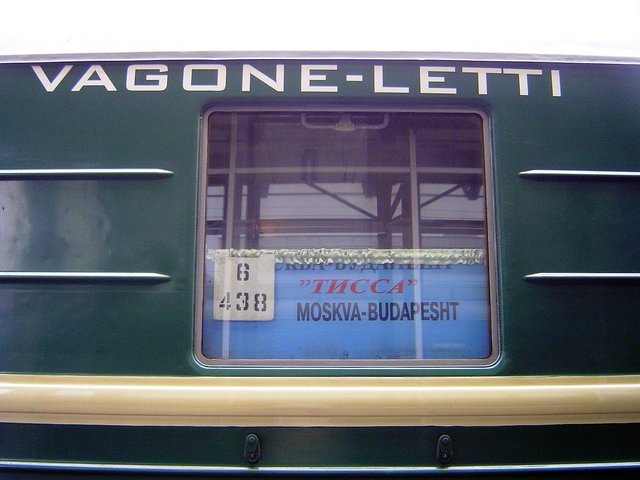 VAGONE-LETTI
6
438
"ТИССА"
MOSKVA-BUDAPESHT